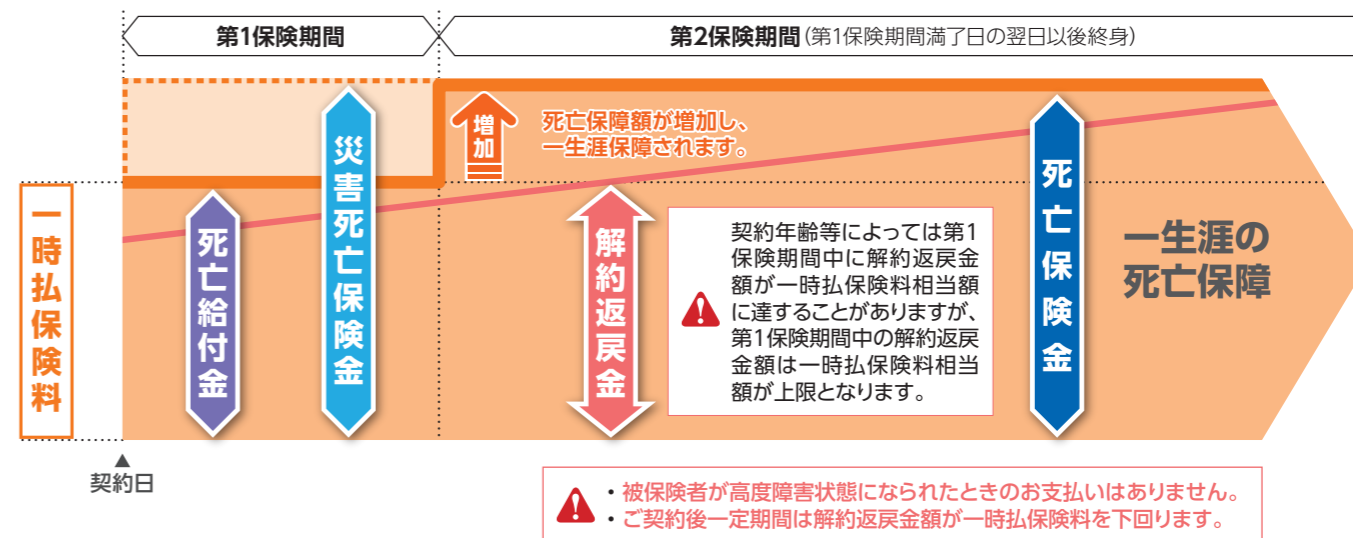 第1保険期間
第2保険期間(第1保険期間満了日の翌日以後終身)
増加
死亡保障額が増加し、
一生涯保障されます。
一時払保険料
死亡給付金
災害死亡保険金
解約返戻金
契約年齢等によっては第1
保険期間中に解約返戻金
額が一時払保険料相当額
に達することがありますが、
第1保険期間中の解約返戻
金額は一時払保険料相当
額が上限となります。
死亡保険金
一生涯の
死亡保障
▲
契約日
・被保険者が高度障害状態になられたときのお支払いはありません。
・ご契約後一定期間は解約返戻金額が一時払保険料を下回ります。